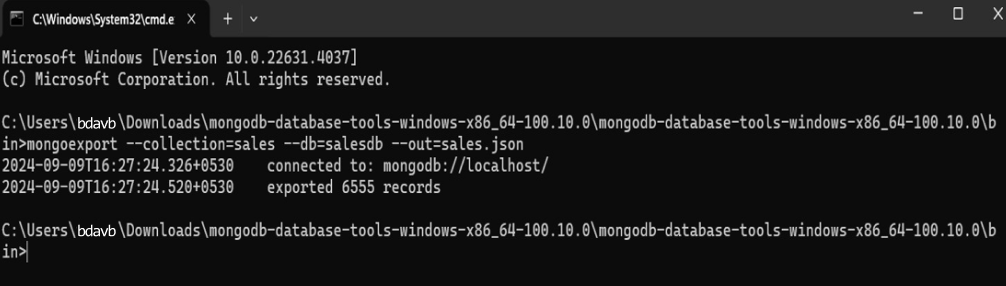 C:\Windows\System32\cmd.e
Microsoft Windows [Version 10.0.22631.4037]
(c) Microsoft Corporation. All rights reserved.
C:\Users\bdavb\Downloads\mongodb-database-tools-windows-x86_64-100.10.0\mongodb-database-tools-windows-x86_64-100.10.0\b
in>mongoexport --collection=sales --db=salesdb --out=sales.json
2024-09-09T16:27:24.326+0530    connected to: mongodb://localhost/
2024-09-09T16:27:24.520+0530    exported 6555 records
C:\Users\bdavb\Downloads\mongodb-database-tools-windows-x86_64-100.10.0\mongodb-database-tools-windows-x86_64-100.10.0\b
in>